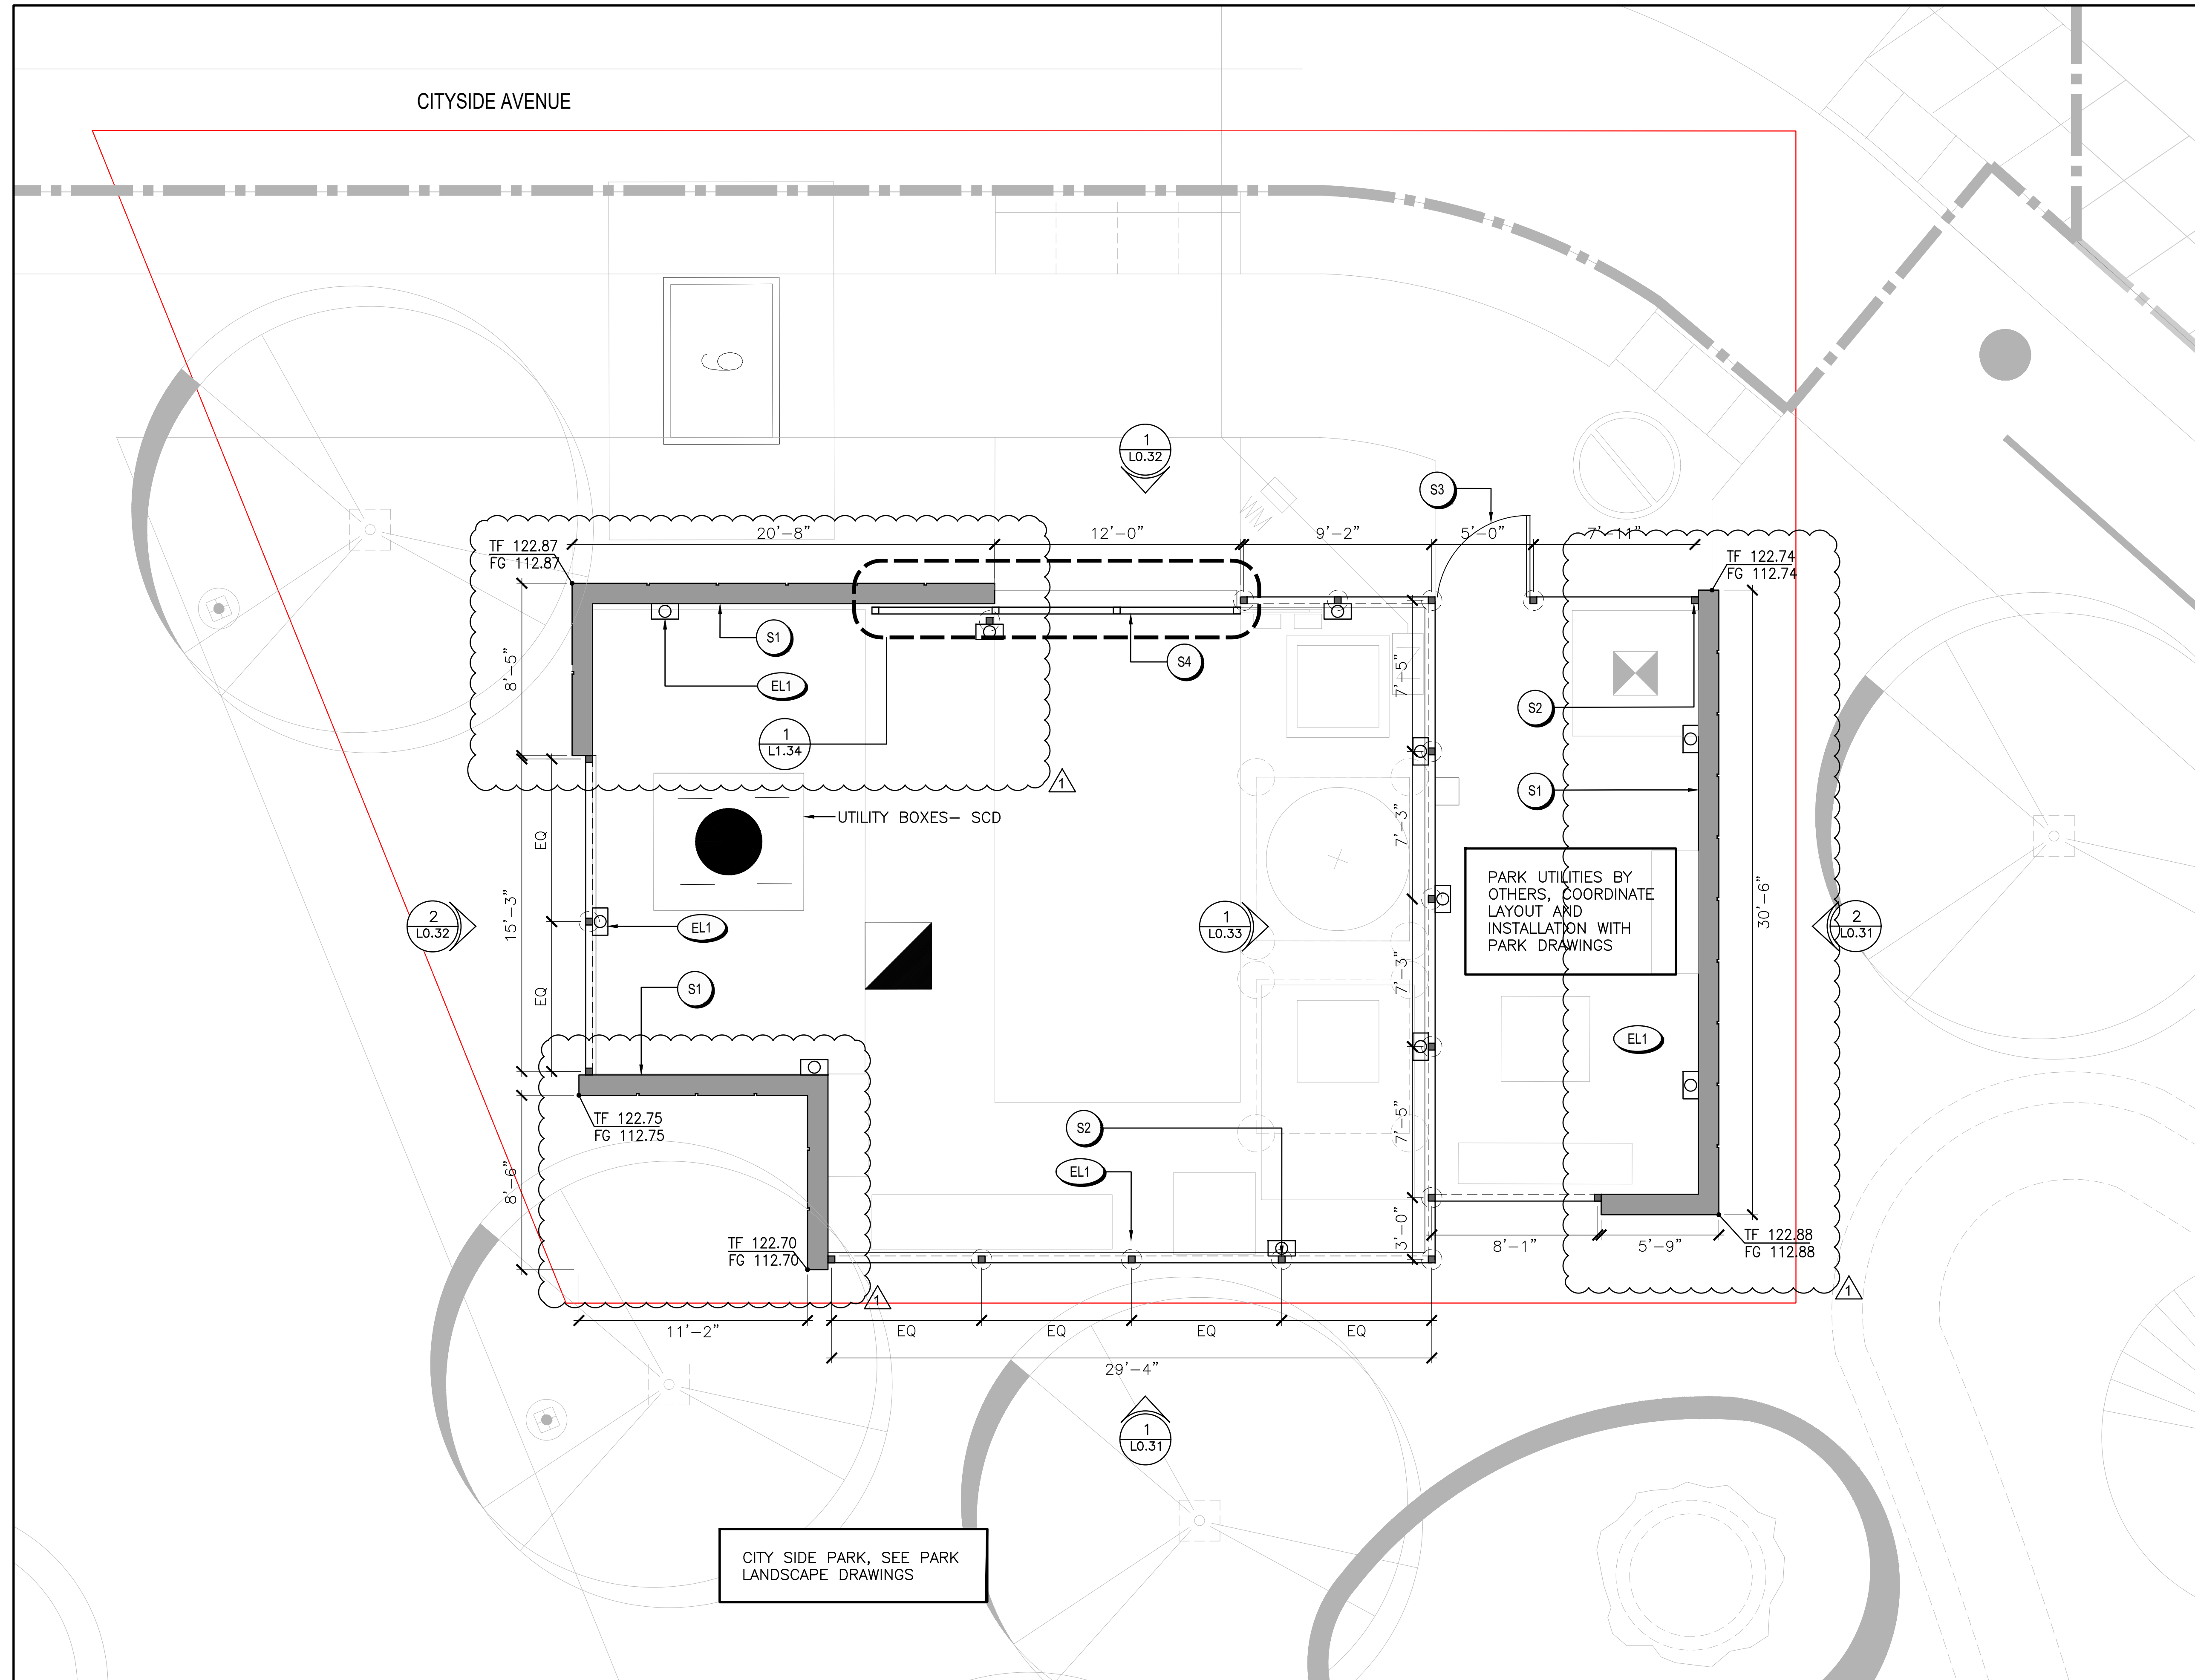 CITYSIDE AVENUE
6
1
L0.32
S3
20'-8"
12'-0"
9'-2"
5'-0"
7'-11"
TF 122.87
FG 112.87
TF 122.74
FG 112.74
S1
S4
8'-5"
7'-5"
EL1
S2
1
L1.34
1
S1
UTILITY BOXES- SCD
7'-3"
EQ
PARK UTILITIES BY
OTHERS, COORDINATE
LAYOUT AND
INSTALLATION WITH
PARK DRAWINGS
15'-3"
30'-6"
2
L0.32
EL1
1
L0.33
2
L0.31
7'-3"
EQ
S1
EL1
TF 122.75
FG 112.75
S2
7'-5"
EL1
8'-6"
3'-0"
TF 122.70
FG 112.70
8'-1"
5'-9"
TF 122.88
FG 112.88
1
1
11'-2"
EQ
EQ
EQ
EQ
29'-4"
1
L0.31
CITY SIDE PARK, SEE PARK
LANDSCAPE DRAWINGS